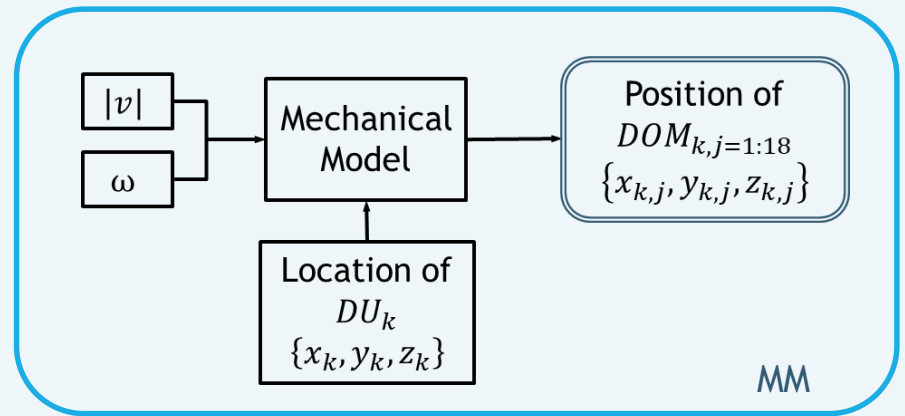 |v|
ω
Mechanical
Model
Position of
DOM_{k,j=1:18}
{x_{k,j}, y_{k,j}, z_{k,j}}
Location of
DU_k
{x_k, y_k, z_k}
MM